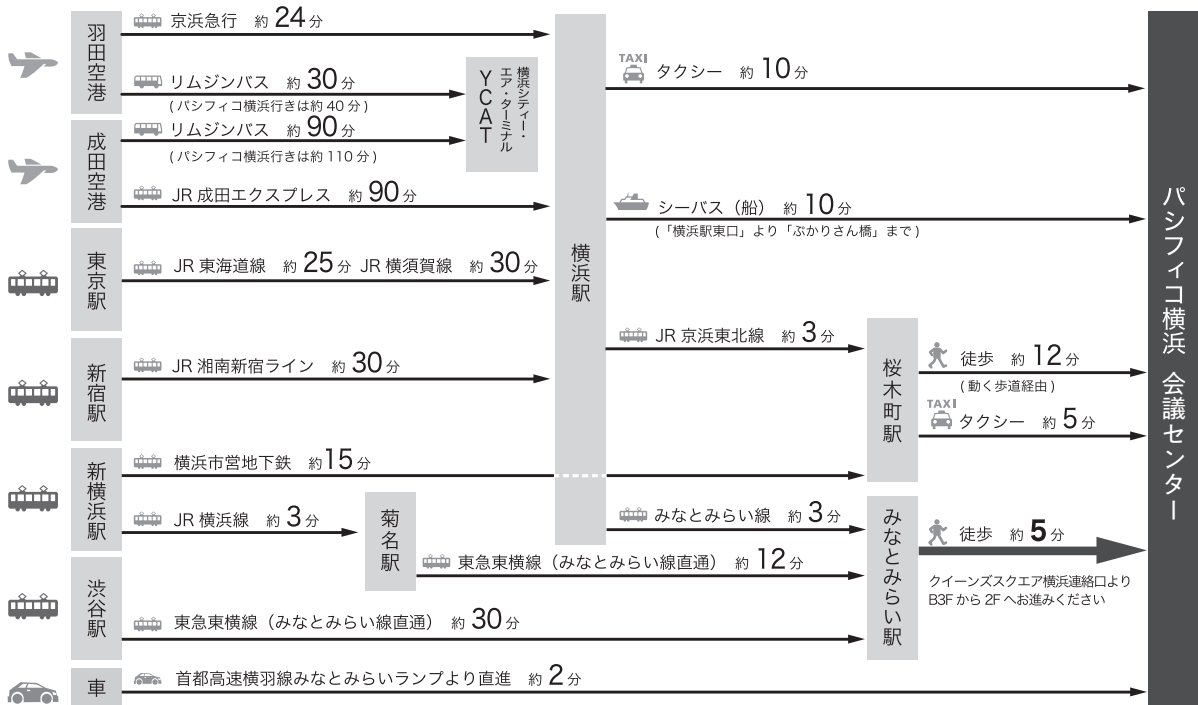 羽田空港
京浜急行 約24分
リムジンバス 約30分
(パシフィコ横浜行きは約40分)
成田空港
リムジンバス 約90分
(パシフィコ横浜行きは約110分)
横浜シティー・
エア・ターミナル
YCAT
JR成田エクスプレス 約90分
東京駅
JR東海道線 約25分 JR横須賀線 約30分
新宿駅
JR湘南新宿ライン 約30分
新横浜駅
横浜市営地下鉄 約15分
JR横浜線 約3分
菊名駅
東急東横線(みなとみらい線直通) 約12分
渋谷駅
東急東横線(みなとみらい線直通) 約30分
車
首都高速横羽線みなとみらいランプより直進 約2分
横浜駅
TAXI
タクシー 約10分
シーバス(船) 約10分
(「横浜駅東口」より「ぷかりさん橋」まで)
JR京浜東北線 約3分
桜木町駅
徒歩 約12分
(動く歩道経由)
TAXI
タクシー 約5分
みなとみらい線 約3分
みなとみらい駅
徒歩 約5分
クイーンズスクエア横浜連絡口より
B3Fから2Fへお進みください
パシフィコ横浜 会議センター